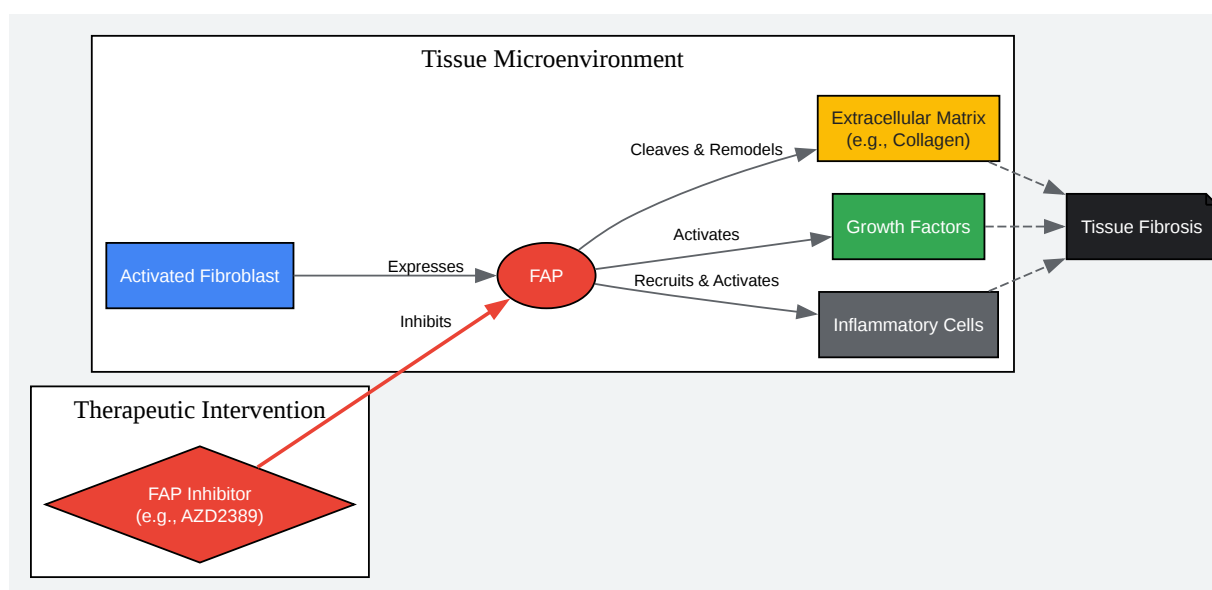 Tissue Microenvironment
Extracellular Matrix
(e.g., Collagen)
Cleaves & Remodels
Growth Factors
Tissue Fibrosis
Activates
Activated Fibroblast
Expresses
FAP
Recruits & Activates
Inhibits
Inflammatory Cells
Therapeutic Intervention
FAP Inhibitor
(e.g., AZD2389)